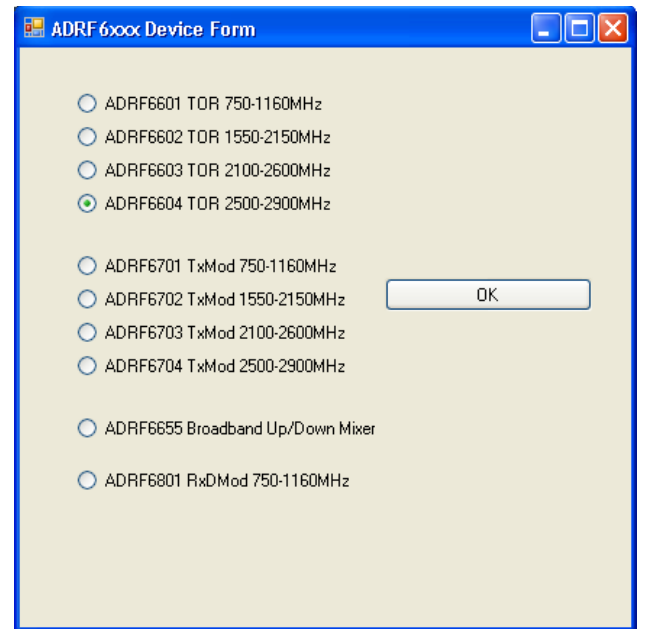 ADRF6xxx Device Form
ADRF6601 TOR 750-1160MHz
ADRF6602 TOR 1550-2150MHz
ADRF6603 TOR 2100-2600MHz
ADRF6604 TOR 2500-2900MHz
ADRF6701 TxMod 750-1160MHz
ADRF6702 TxMod 1550-2150MHz
OK
ADRF6703 TxMod 2100-2600MHz
ADRF6704 TxMod 2500-2900MHz
ADRF6655 Broadband Up/Down Mixer
ADRF6801 RxDMod 750-1160MHz